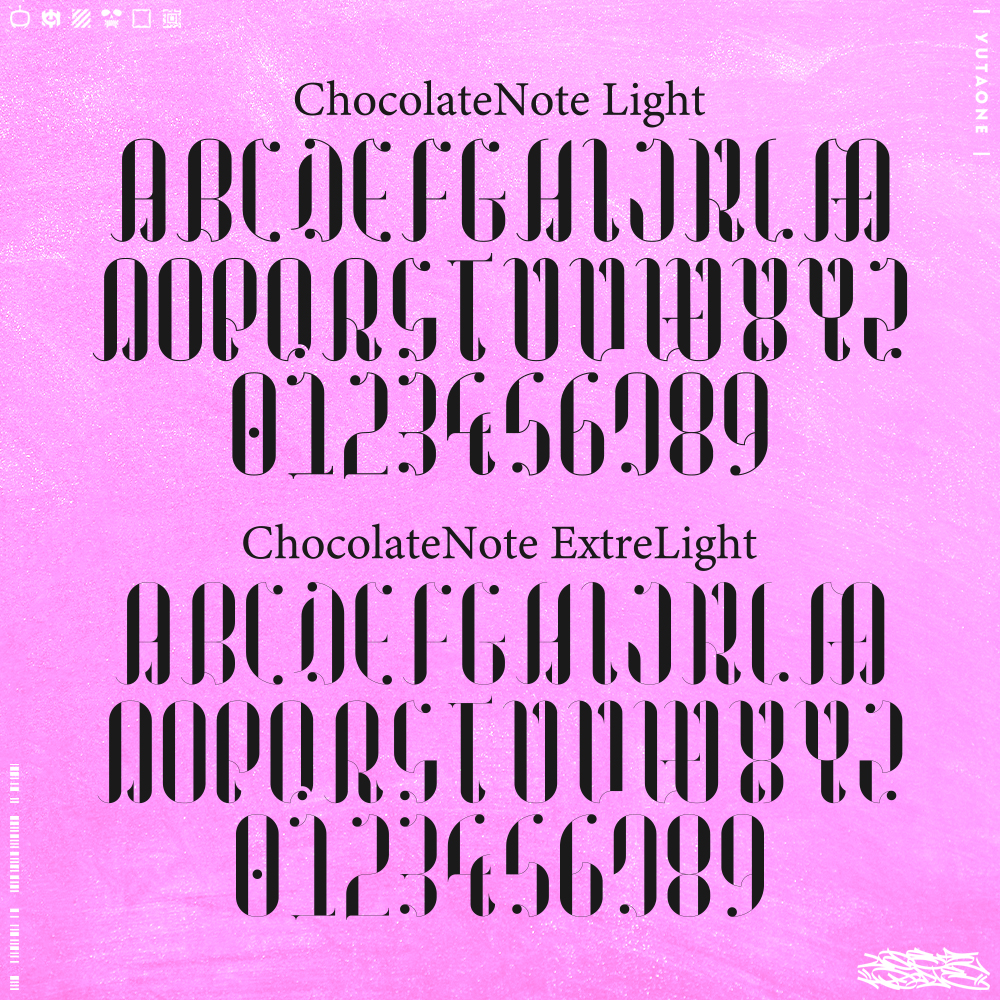 ChocolateNote Light
ABCDEFGHIJKLM
NOPQRSTUVWXYZ
0123456789
ChocolateNote ExtreLight
ABCDEFGHIJKLM
NOPQRSTUVWXYZ
0123456789
| YUTAONE |